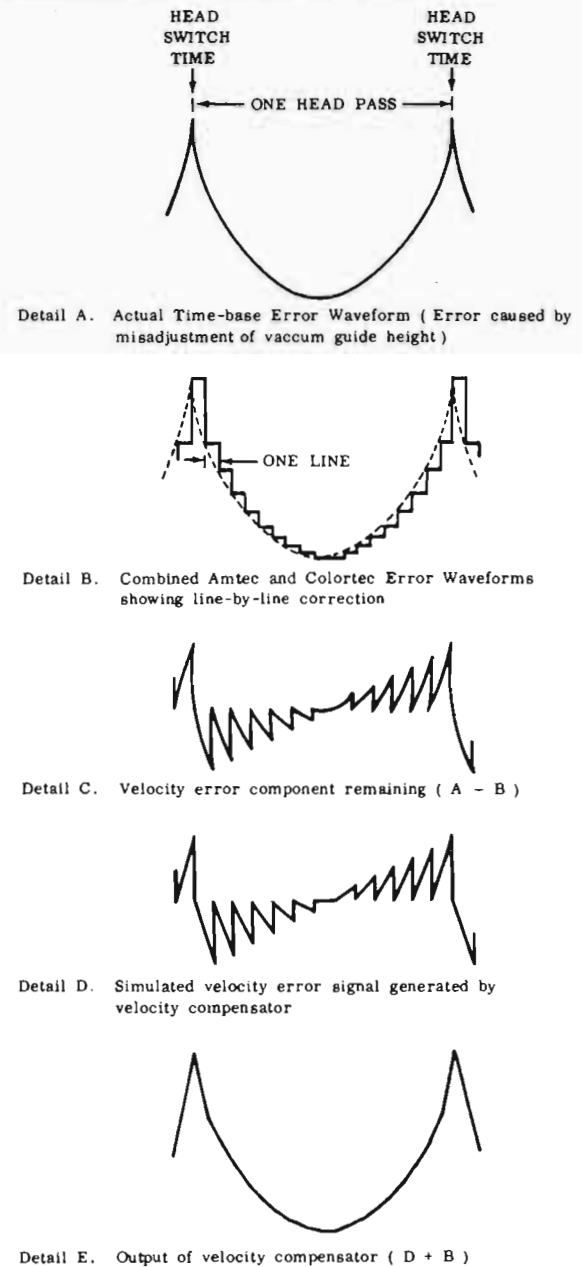 HEAD SWITCH TIME
HEAD SWITCH TIME
ONE HEAD PASS
Detail A. Actual Time-base Error Waveform ( Error caused by
misadjustment of vaccum guide height )
ONE LINE
Detail B. Combined Amtec and Colortec Error Waveforms
showing line-by-line correction
Detail C. Velocity error component remaining ( A - B )
Detail D. Simulated velocity error signal generated by
velocity compensator
Detail E. Output of velocity compensator ( D + B )